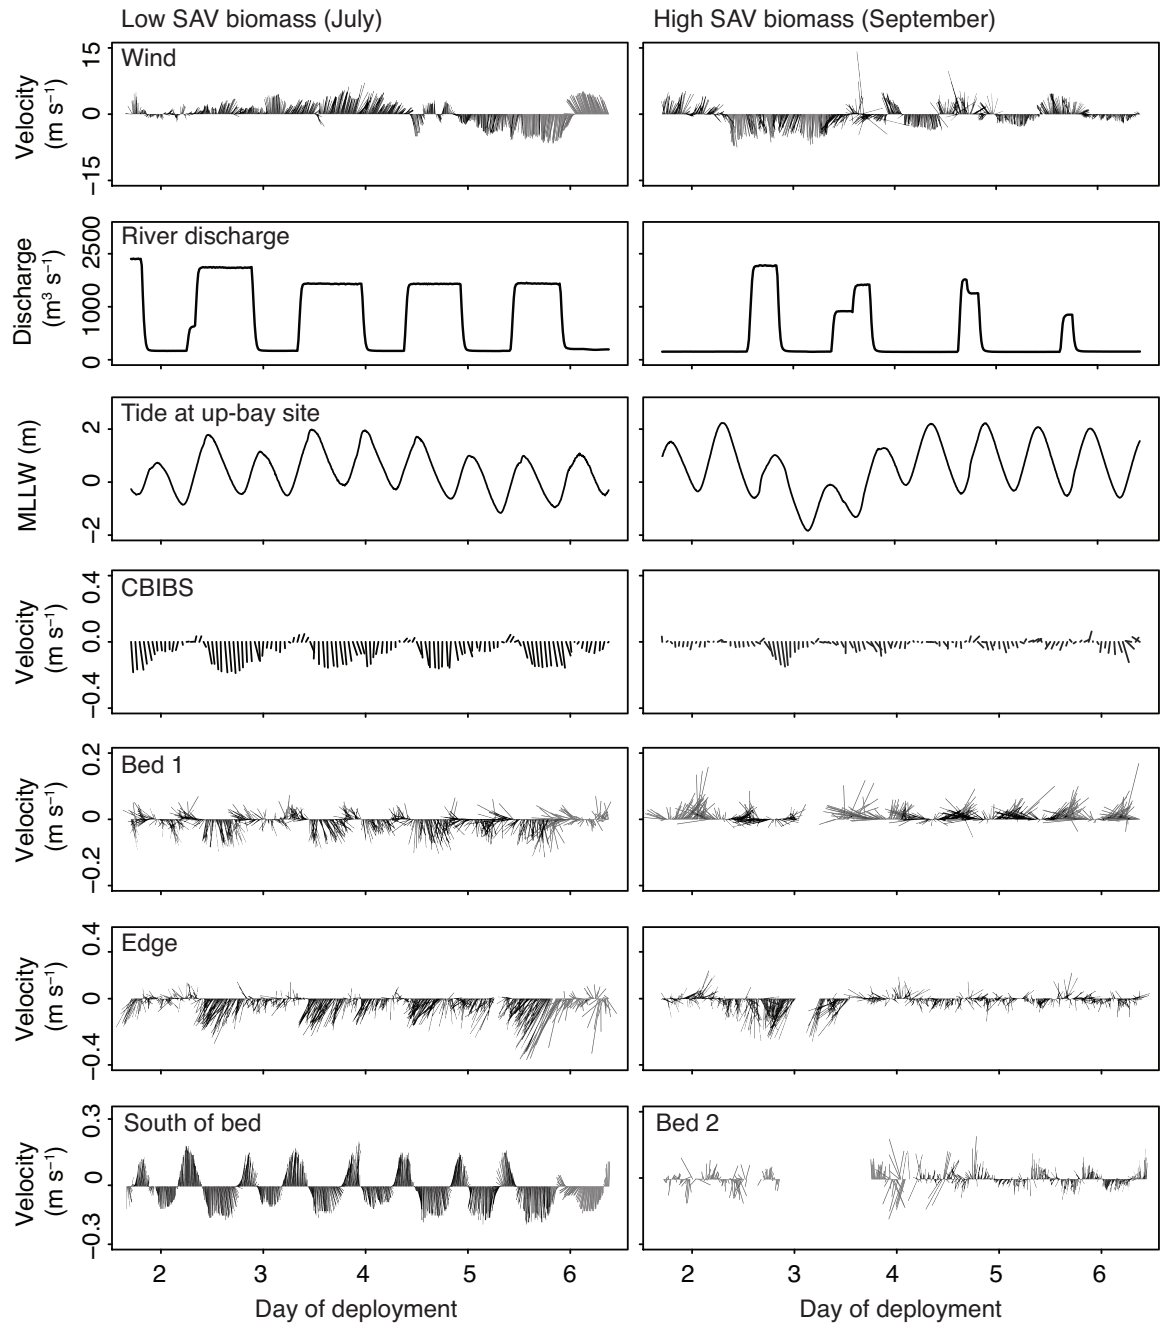 Low SAV biomass (July)
High SAV biomass (September)
Velocity
(m s⁻¹)
15
0
−15
Wind
Discharge
(m³ s⁻¹)
2500
1000
0
River discharge
MLLW (m)
2
0
−2
Tide at up-bay site
Velocity
(m s⁻¹)
0.4
0.0
−0.4
CBIBS
Velocity
(m s⁻¹)
0.2
0
−0.2
Bed 1
Velocity
(m s⁻¹)
0.4
0
−0.4
Edge
Velocity
(m s⁻¹)
0.3
0
−0.3
South of bed
Bed 2
2 3 4 5 6
2 3 4 5 6
Day of deployment
Day of deployment